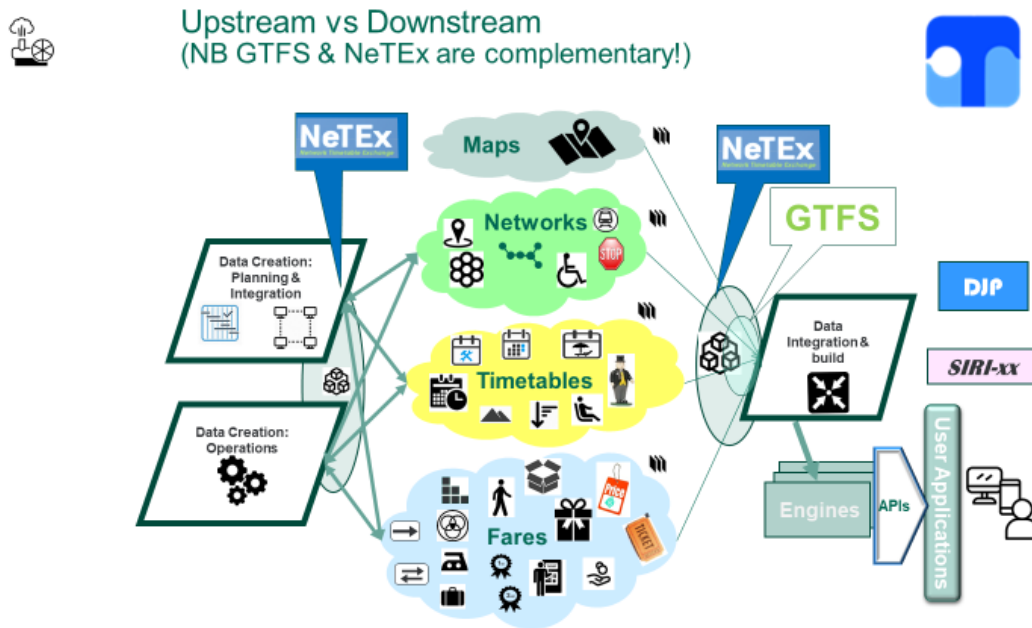 Upstream vs Downstream
(NB GTFS & NeTEx are complementary!)
NeTEx
Network Timetable Exchange
Maps
NeTEx
Network Timetable Exchange
GTFS
Networks
STOP
Data Creation:
Planning &
Integration
DJP
Data
Integration &
build
SIRI-xx
Timetables
Data Creation:
Operations
Price
TICKET
Fares
Engines
APIs
User Applications